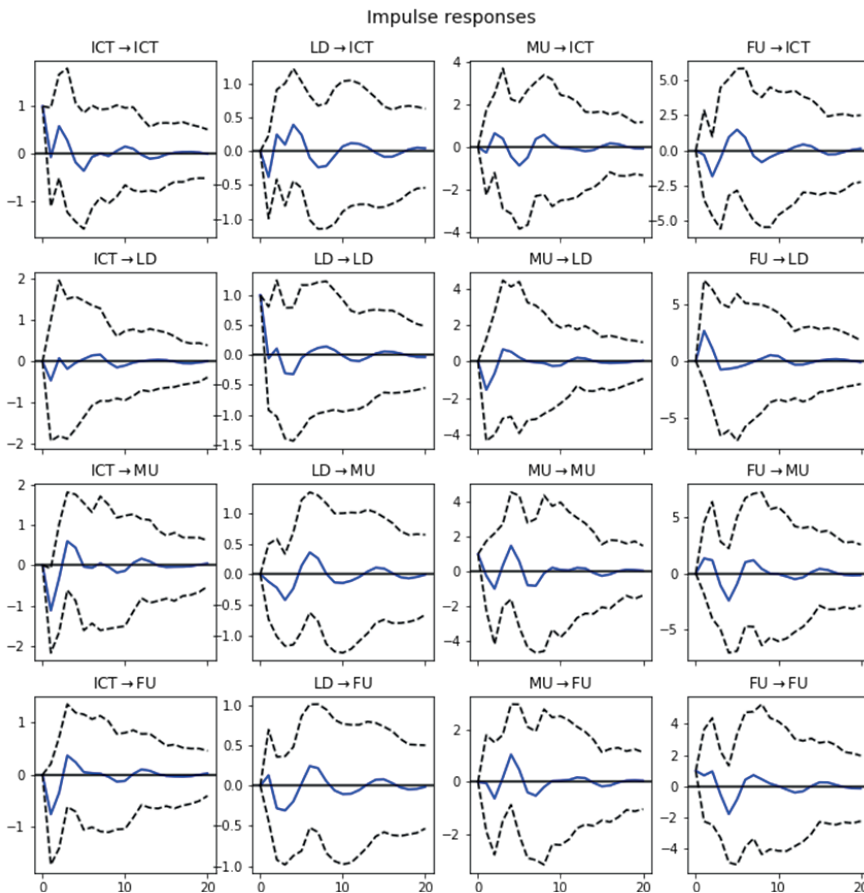 Impulse responses
ICT → ICT LD → ICT MU → ICT FU → ICT
1 0 −1
1.0 0.5 0.0 −0.5 −1.0
4 2 0 −2 −4
5.0 2.5 0.0 −2.5 −5.0
ICT → LD LD → LD MU → LD FU → LD
2 1 0 −1 −2
1.0 0.5 0.0 −0.5 −1.0 −1.5
4 2 0 −2 −4
5 0 −5
ICT → MU LD → MU MU → MU FU → MU
2 1 0 −1 −2
1.0 0.5 0.0 −0.5 −1.0
4 2 0 −2 −4
5 0 −5
ICT → FU LD → FU MU → FU FU → FU
1 0 −1
1.0 0.5 0.0 −0.5 −1.0
2 0 −2
4 2 0 −2 −4
0 10 20 0 10 20 0 10 20 0 10 20